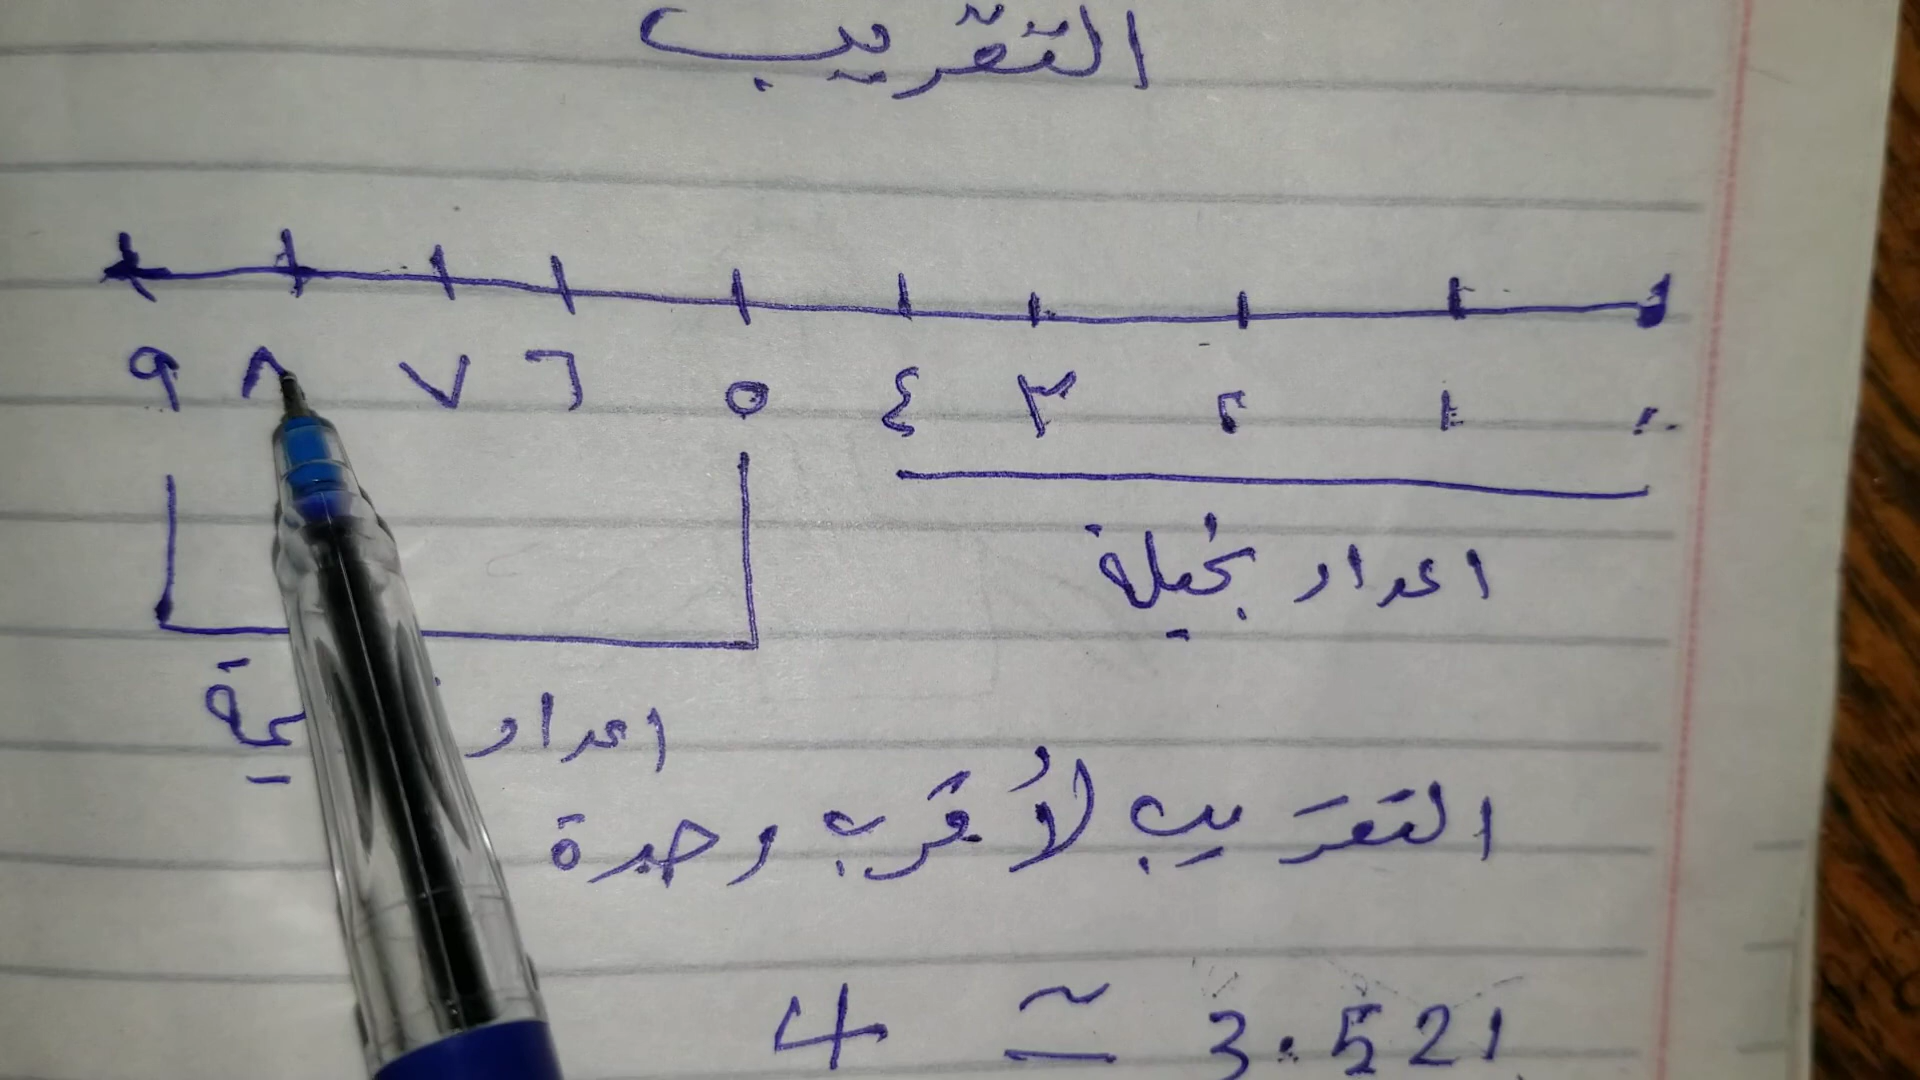 التقريب
٩ ٨ ٧ ٦ ٥ ٤ ٣ ٢ ١ ٠
اعداد بخيلة
اعداد
التقريب لأقرب وحدة
4 ≃ 3.521